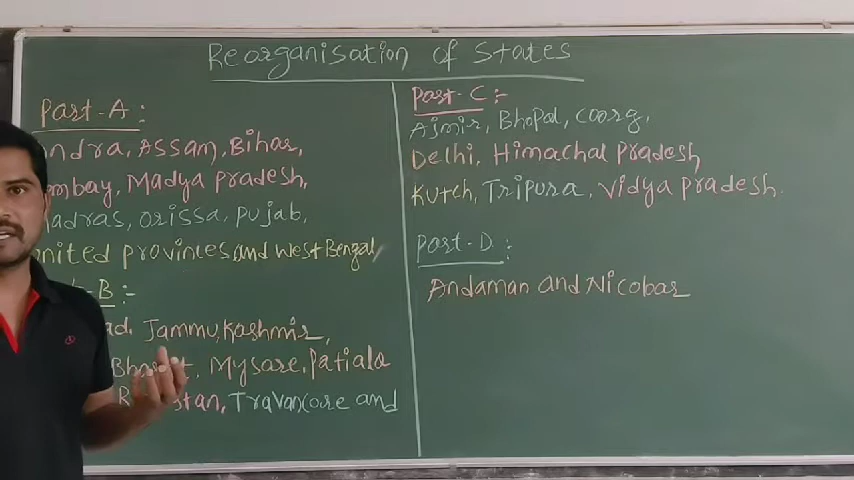 Reorganisation of States
Part-A:
ndra, Assam, Bihar,
mbay, Madya Pradesh,
adras, orissa, pujab,
nited provinces and West Bengal
B:-
ad, Jammu, Kashmir,
Bharat, Mysore, Patiala
stan, Travancore and
Part-C:-
Ajmir, Bhopal, coorg,
Delhi, Himachal Pradesh,
Kutch, Tripura, Vidya Pradesh.
Part-D:
Andaman and Nicobar